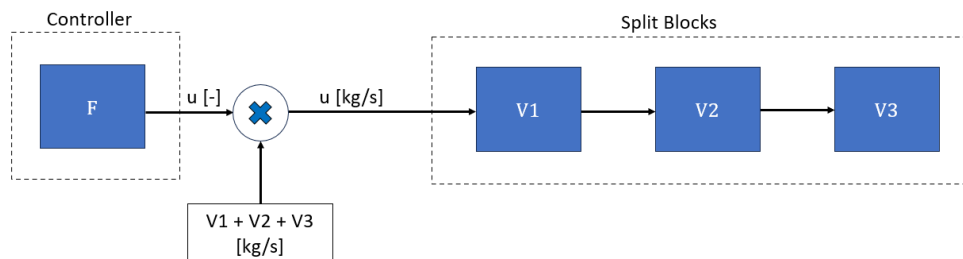 Controller
Split Blocks
F
u [-]
u [kg/s]
V1
V2
V3
V1 + V2 + V3
[kg/s]